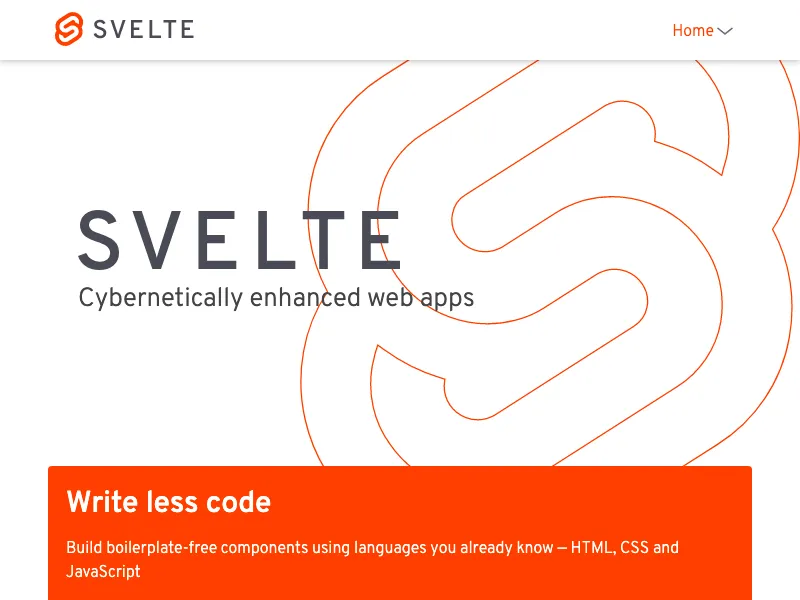 SVELTE
Home
SVELTE
Cybernetically enhanced web apps
Write less code
Build boilerplate-free components using languages you already know — HTML, CSS and
JavaScript